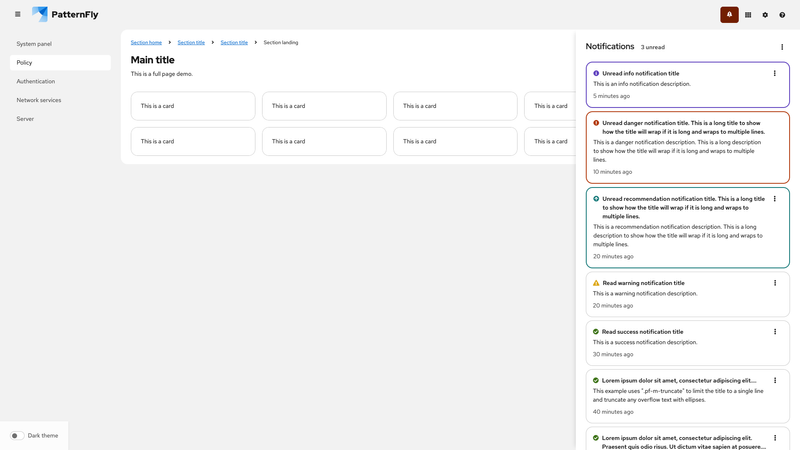 PatternFly
System panel
Policy
Authentication
Network services
Server
Dark theme
Section home
Section title
Section title
Section landing
Main title
This is a full page demo.
This is a card
This is a card
This is a card
This is a card
This is a card
This is a card
This is a card
This is a card
Notifications 3 unread
Unread info notification title
This is an info notification description.
5 minutes ago
Unread danger notification title. This is a long title to show
how the title will wrap if it is long and wraps to multiple lines.
This is a danger notification description. This is a long description
to show how the title will wrap if it is long and wraps to multiple
lines.
10 minutes ago
Unread recommendation notification title. This is a long title
to show how the title will wrap if it is long and wraps to
multiple lines.
This is a recommendation notification description. This is a long
description to show how the title will wrap if it is long and wraps to
multiple lines.
20 minutes ago
Read warning notification title
This is a warning notification description.
20 minutes ago
Read success notification title
This is a success notification description.
30 minutes ago
Lorem ipsum dolor sit amet, consectetur adipiscing elit....
This example uses ".pf-m-truncate" to limit the title to a single line
and truncate any overflow text with ellipses.
40 minutes ago
Lorem ipsum dolor sit amet, consectetur adipiscing elit.
Praesent quis odio risus. Ut dictum vitae sapien at posuere....